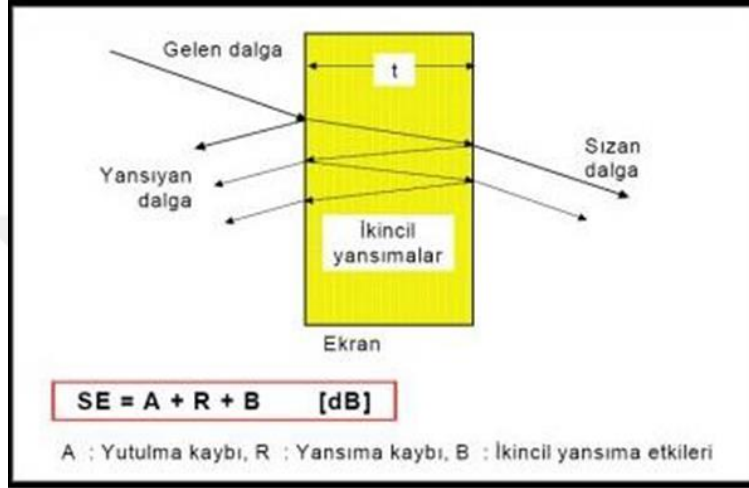 Gelen dalga
t
Yansıyan
dalga
Sızan
dalga
İkincil
yansımalar
Ekran
SE = A + R + B [dB]
A : Yutulma kaybı, R : Yansıma kaybı, B : İkincil yansıma etkileri